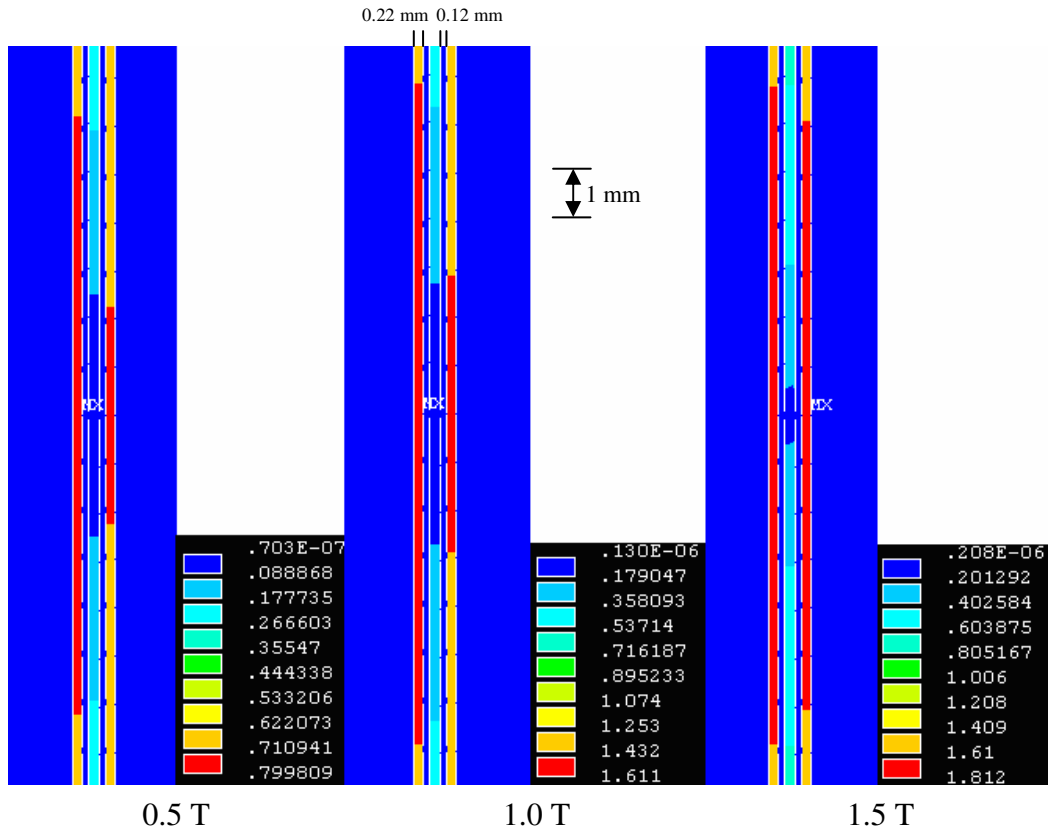 0.22 mm 0.12 mm
1 mm
MX
MX
MX
.703E-07
.088868
.177735
.266603
.35547
.444338
.533206
.622073
.710941
.799809
.130E-06
.179047
.358093
.53714
.716187
.895233
1.074
1.253
1.432
1.611
.208E-06
.201292
.402584
.603875
.805167
1.006
1.208
1.409
1.61
1.812
0.5 T
1.0 T
1.5 T